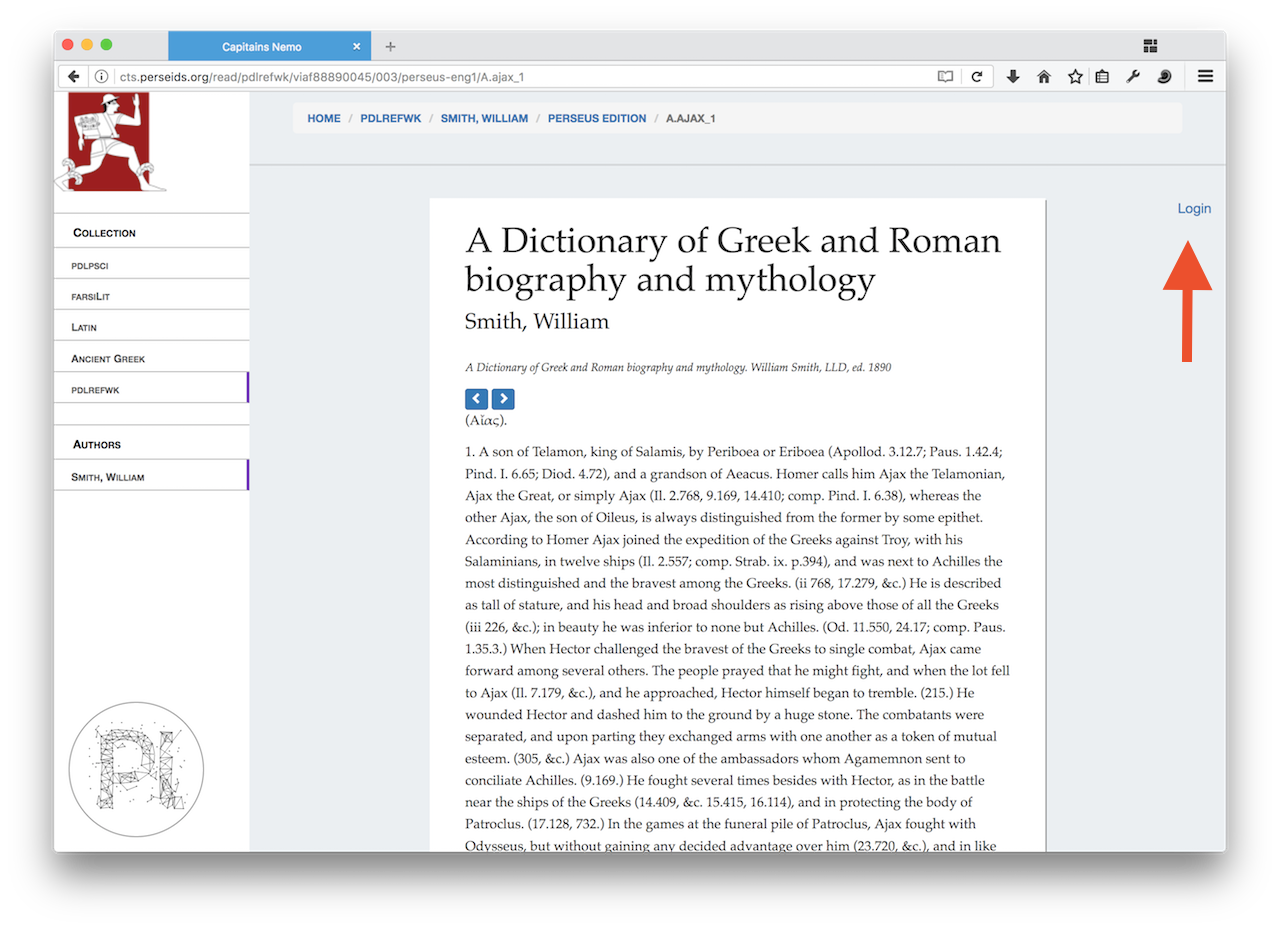 Capitains Nemo
cts.perseids.org/read/pdlrefwk/viaf88890045/003/perseus-eng1/A.ajax_1
HOME / PDLREFWK / SMITH, WILLIAM / PERSEUS EDITION / A.AJAX_1
Login
COLLECTION
PDLPSCI
FARSILIT
LATIN
ANCIENT GREEK
PDLREFWK
AUTHORS
SMITH, WILLIAM
PI
A Dictionary of Greek and Roman
biography and mythology
Smith, William
A Dictionary of Greek and Roman biography and mythology. William Smith, LLD, ed. 1890
(Αἴας).
1. A son of Telamon, king of Salamis, by Periboea or Eriboea (Apollod. 3.12.7; Paus. 1.42.4;
Pind. I. 6.65; Diod. 4.72), and a grandson of Aeacus. Homer calls him Ajax the Telamonian,
Ajax the Great, or simply Ajax (Il. 2.768, 9.169, 14.410; comp. Pind. I. 6.38), whereas the
other Ajax, the son of Oileus, is always distinguished from the former by some epithet.
According to Homer Ajax joined the expedition of the Greeks against Troy, with his
Salaminians, in twelve ships (Il. 2.557; comp. Strab. ix. p.394), and was next to Achilles the
most distinguished and the bravest among the Greeks. (ii 768, 17.279, &c.) He is described
as tall of stature, and his head and broad shoulders as rising above those of all the Greeks
(iii 226, &c.); in beauty he was inferior to none but Achilles. (Od. 11.550, 24.17; comp. Paus.
1.35.3.) When Hector challenged the bravest of the Greeks to single combat, Ajax came
forward among several others. The people prayed that he might fight, and when the lot fell
to Ajax (Il. 7.179, &c.), and he approached, Hector himself began to tremble. (215.) He
wounded Hector and dashed him to the ground by a huge stone. The combatants were
separated, and upon parting they exchanged arms with one another as a token of mutual
esteem. (305, &c.) Ajax was also one of the ambassadors whom Agamemnon sent to
conciliate Achilles. (9.169.) He fought several times besides with Hector, as in the battle
near the ships of the Greeks (14.409, &c. 15.415, 16.114), and in protecting the body of
Patroclus. (17.128, 732.) In the games at the funeral pile of Patroclus, Ajax fought with
Odysseus, but without gaining any decided advantage over him (23.720, &c.), and in like